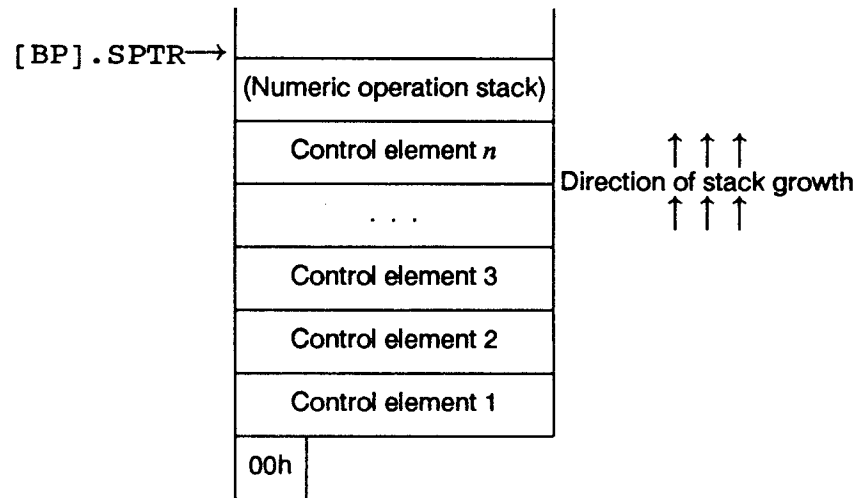 [BP].SPTR→
(Numeric operation stack)
Control element n
↑ ↑ ↑
Direction of stack growth
↑ ↑ ↑
. . .
Control element 3
Control element 2
Control element 1
00h